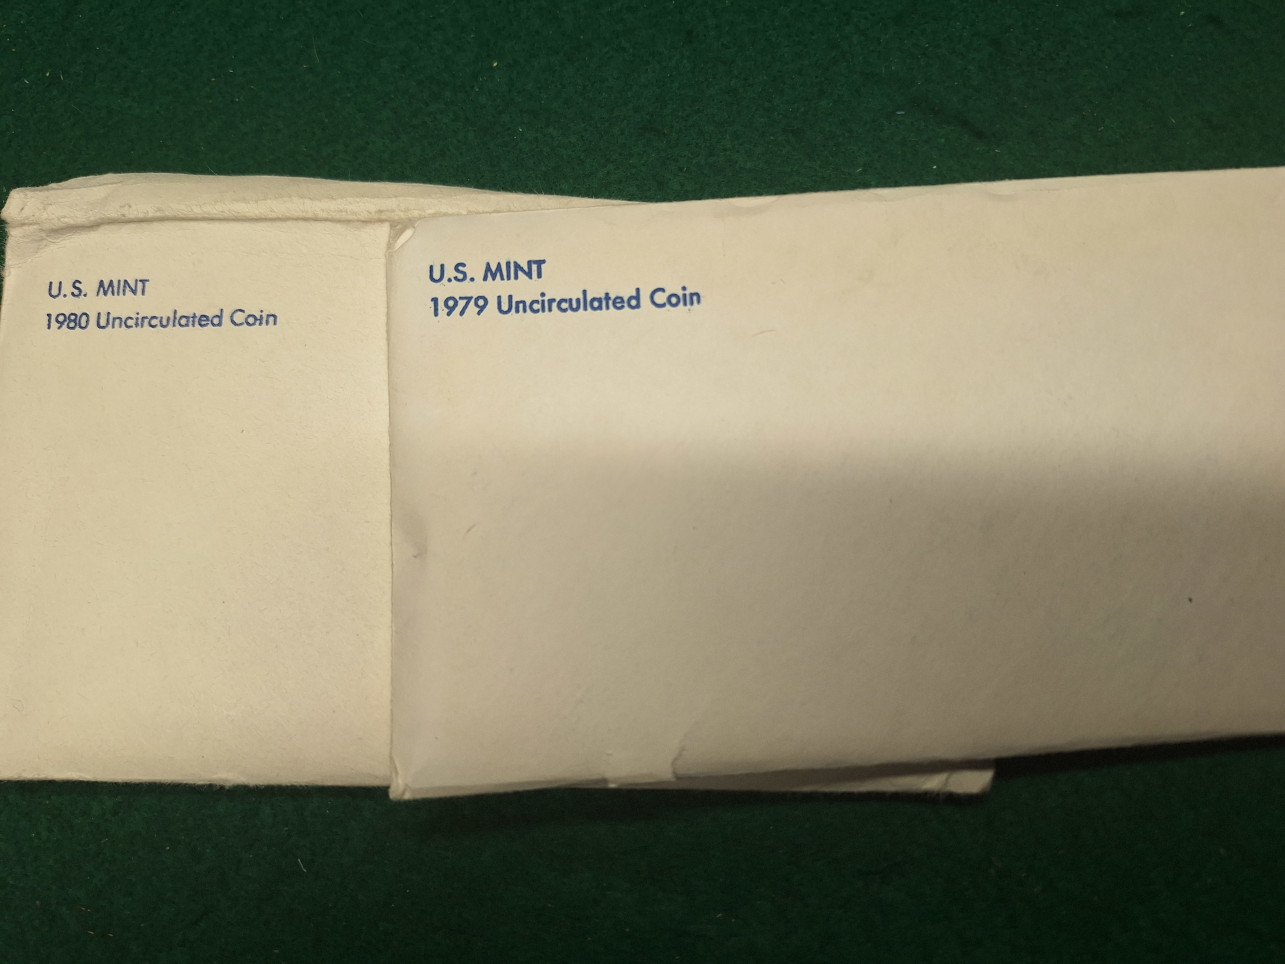 U.S. MINT
1980 Uncirculated Coin
U.S. MINT
1979 Uncirculated Coin